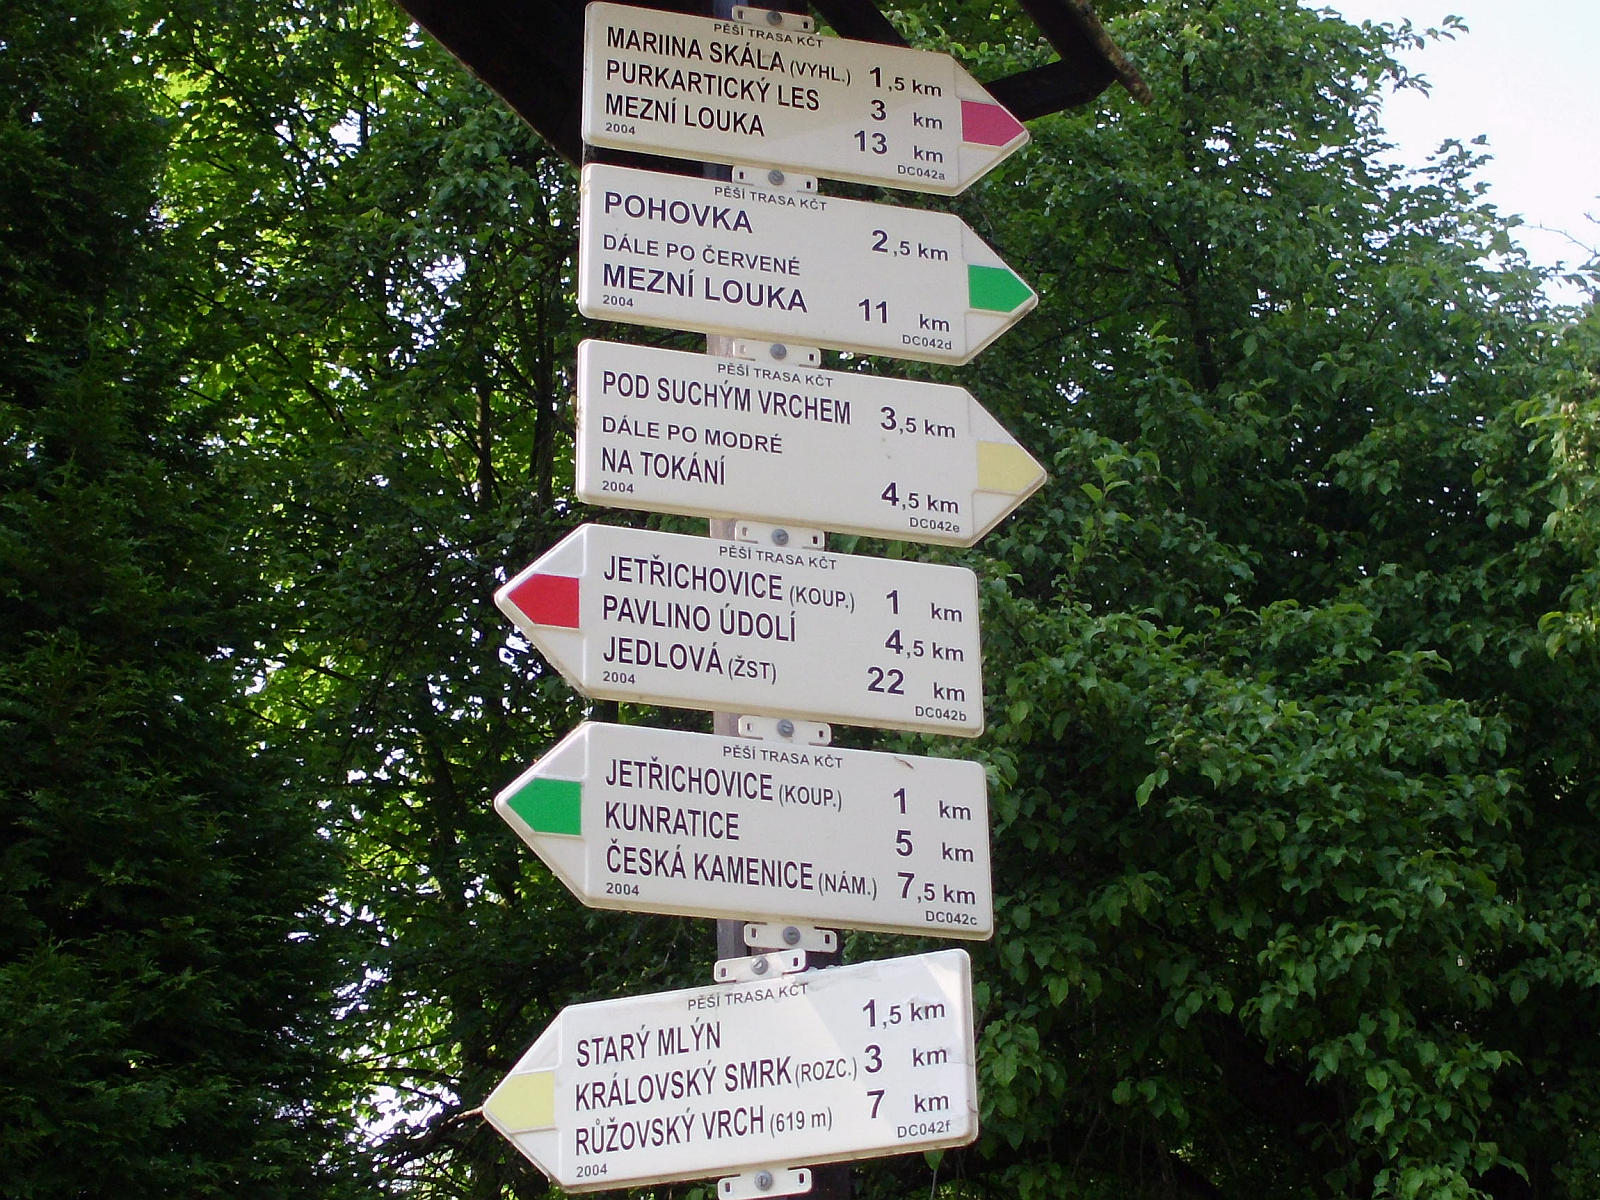 PĚŠÍ TRASA KČT
MARIINA SKÁLA (VYHL.) 1,5 km
PURKARTICKÝ LES 3 km
MEZNÍ LOUKA 13 km
2004 DC042a
PĚŠÍ TRASA KČT
POHOVKA 2,5 km
DÁLE PO ČERVENÉ
MEZNÍ LOUKA 11 km
2004 DC042d
PĚŠÍ TRASA KČT
POD SUCHÝM VRCHEM 3,5 km
DÁLE PO MODRÉ
NA TOKÁNÍ 4,5 km
2004 DC042e
PĚŠÍ TRASA KČT
JETŘICHOVICE (KOUP.) 1 km
PAVLINO ÚDOLÍ 4,5 km
JEDLOVÁ (ŽST) 22 km
2004 DC042b
PĚŠÍ TRASA KČT
JETŘICHOVICE (KOUP.) 1 km
KUNRATICE 5 km
ČESKÁ KAMENICE (NÁM.) 7,5 km
2004 DC042c
PĚŠÍ TRASA KČT
STARÝ MLÝN 1,5 km
KRÁLOVSKÝ SMRK (ROZC.) 3 km
RŮŽOVSKÝ VRCH (619 m) 7 km
2004 DC042f